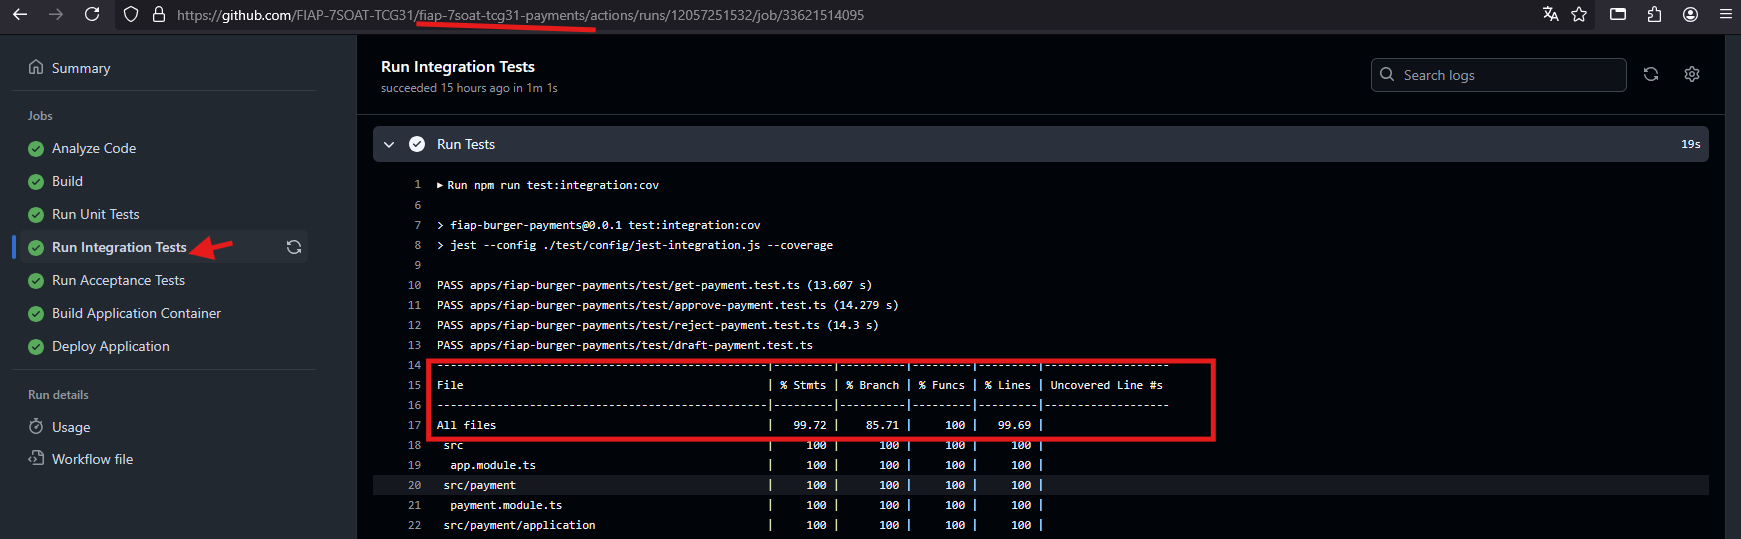 https://github.com/FIAP-7SOAT-TCG31/fiap-7soat-tcg31-payments/actions/runs/12057251532/job/33621514095
Summary
Jobs
Analyze Code
Build
Run Unit Tests
Run Integration Tests
Run Acceptance Tests
Build Application Container
Deploy Application
Run details
Usage
Workflow file
Run Integration Tests
succeeded 15 hours ago in 1m 1s
Search logs
Run Tests 19s
1 Run npm run test:integration:cov
6
7 > fiap-burger-payments@0.0.1 test:integration:cov
8 > jest --config ./test/config/jest-integration.js --coverage
9
10 PASS apps/fiap-burger-payments/test/get-payment.test.ts (13.607 s)
11 PASS apps/fiap-burger-payments/test/approve-payment.test.ts (14.279 s)
12 PASS apps/fiap-burger-payments/test/reject-payment.test.ts (14.3 s)
13 PASS apps/fiap-burger-payments/test/draft-payment.test.ts
14 --------------------------------------------------|---------|----------|---------|---------|-------------------
15 File | % Stmts | % Branch | % Funcs | % Lines | Uncovered Line #s
16 --------------------------------------------------|---------|----------|---------|---------|-------------------
17 All files | 99.72 | 85.71 | 100 | 99.69 |
18 src | 100 | 100 | 100 | 100 |
19 app.module.ts | 100 | 100 | 100 | 100 |
20 src/payment | 100 | 100 | 100 | 100 |
21 payment.module.ts | 100 | 100 | 100 | 100 |
22 src/payment/application | 100 | 100 | 100 | 100 |